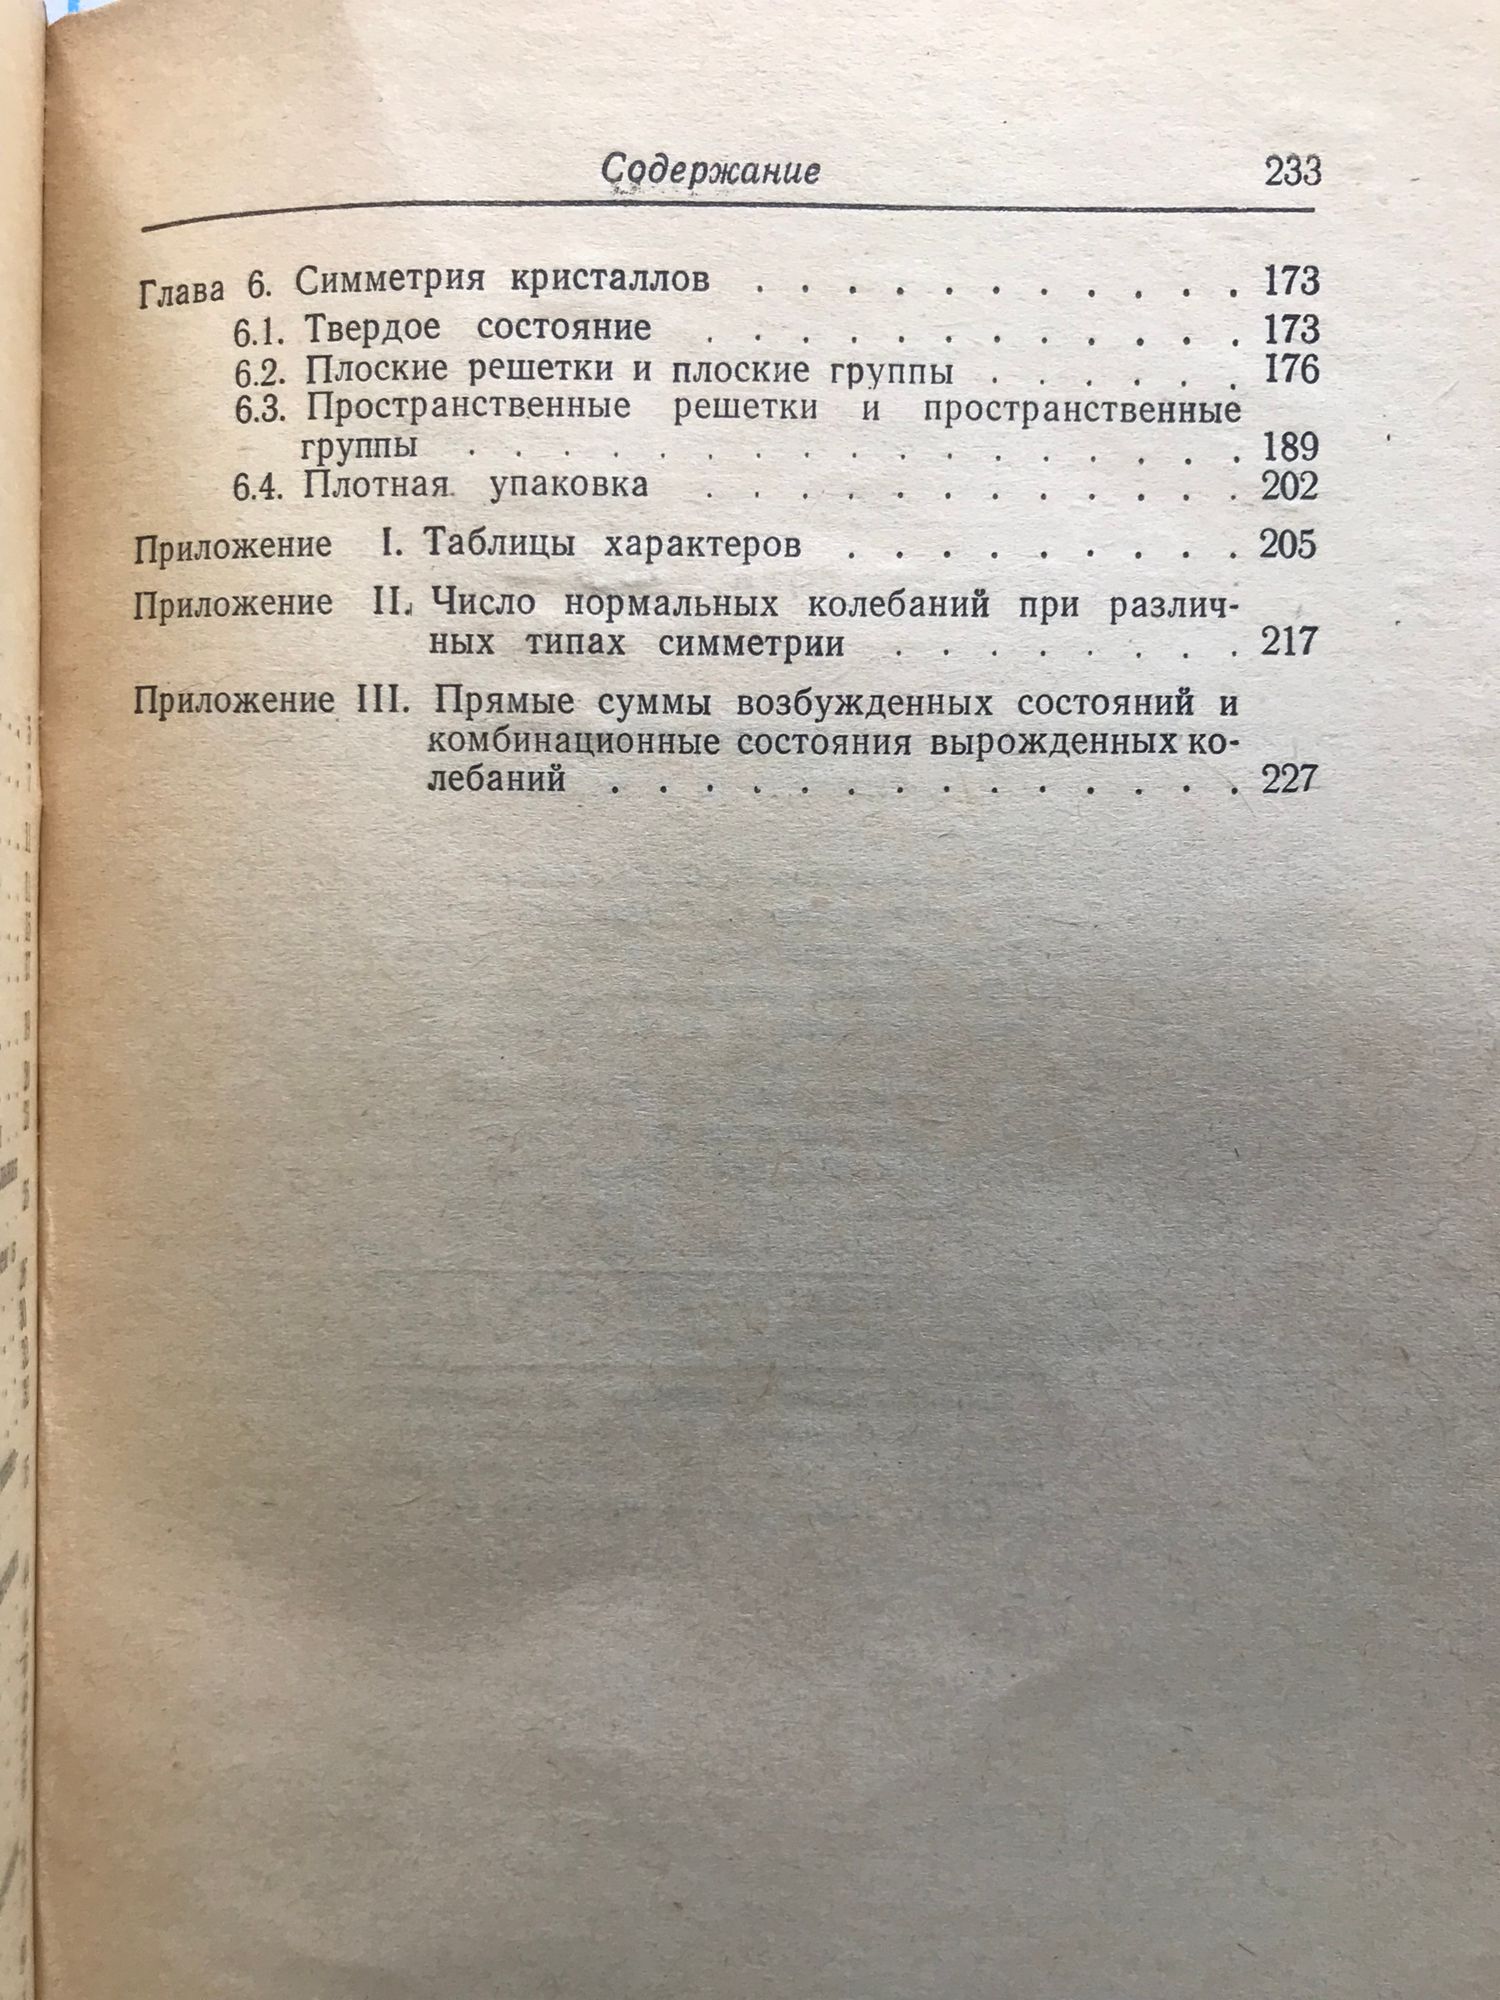 Содержание 233
Глава 6. Симметрия кристаллов . . . . . . . . . . . 173
6.1. Твердое состояние . . . . . . . . . . . . 173
6.2. Плоские решетки и плоские группы . . . . . . 176
6.3. Пространственные решетки и пространственные
группы . . . . . . . . . . . . . . . . . 189
6.4. Плотная упаковка . . . . . . . . . . . . 202
Приложение I. Таблицы характеров . . . . . . . . . 205
Приложение II. Число нормальных колебаний при различ-
ных типах симметрии . . . . . . . . 217
Приложение III. Прямые суммы возбужденных состояний и
комбинационные состояния вырожденных ко-
лебаний . . . . . . . . . . . . . . 227